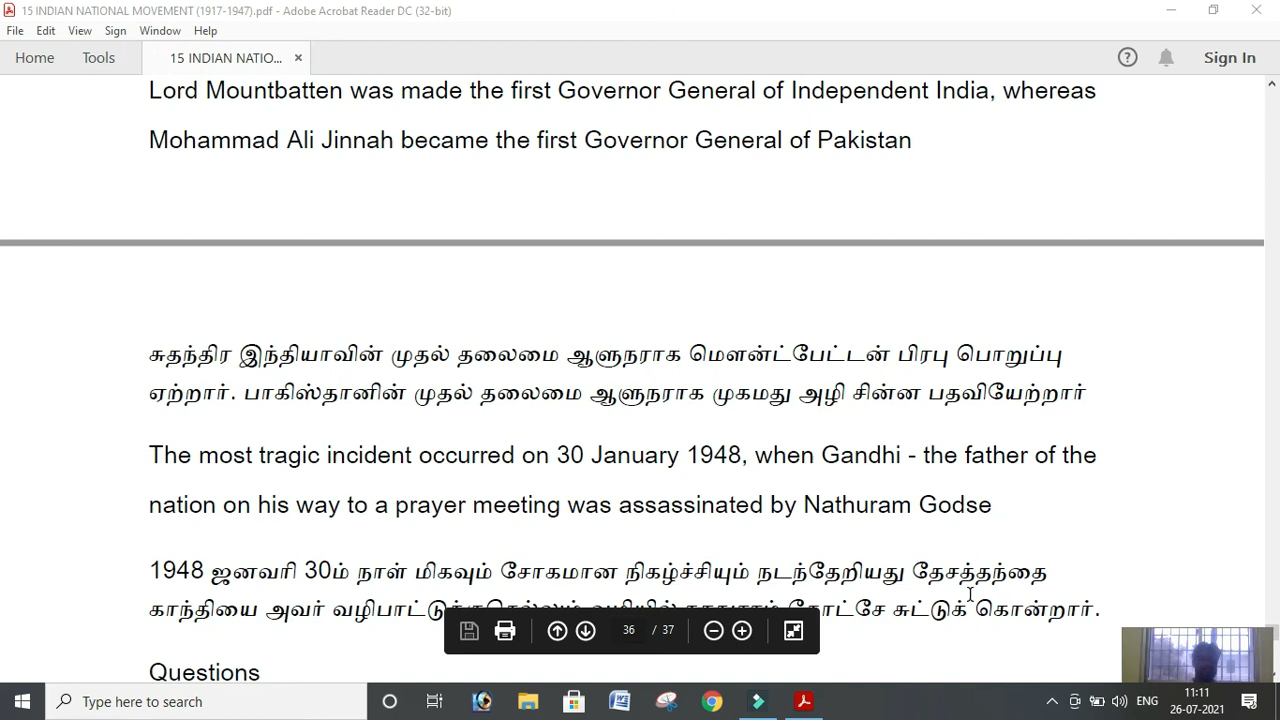 15 INDIAN NATIONAL MOVEMENT (1917-1947).pdf - Adobe Acrobat Reader DC (32-bit)
File Edit View Sign Window Help
Home Tools 15 INDIAN NATIO... × ? Sign In
Lord Mountbatten was made the first Governor General of Independent India, whereas
Mohammad Ali Jinnah became the first Governor General of Pakistan
சுதந்திர இந்தியாவின் முதல் தலைமை ஆளுநராக மௌன்ட்பேட்டன் பிரபு பொறுப்பு
ஏற்றார். பாகிஸ்தானின் முதல் தலைமை ஆளுநராக முகமது அழி சின்ன பதவியேற்றார்
The most tragic incident occurred on 30 January 1948, when Gandhi - the father of the
nation on his way to a prayer meeting was assassinated by Nathuram Godse
1948 ஜனவரி 30ம் நாள் மிகவும் சோகமான நிகழ்ச்சியும் நடந்தேறியது தேசத்தந்தை
காந்தியை அவர் கோட்சே சுட்டுக் கொன்றார்.
36 / 37
Questions
Type here to search
ENG
11:11
26-07-2021